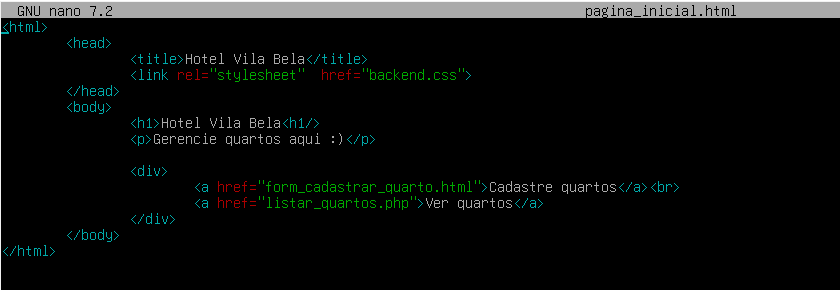 GNU nano 7.2 pagina_inicial.html
<html>
<head>
<title>Hotel Vila Bela</title>
<link rel="stylesheet"  href="backend.css">
</head>
<body>
<h1>Hotel Vila Bela<h1/>
<p>Gerencie quartos aqui :)</p>
<div>
<a href="form_cadastrar_quarto.html">Cadastre quartos</a><br>
<a href="listar_quartos.php">Ver quartos</a>
</div>
</body>
</html>